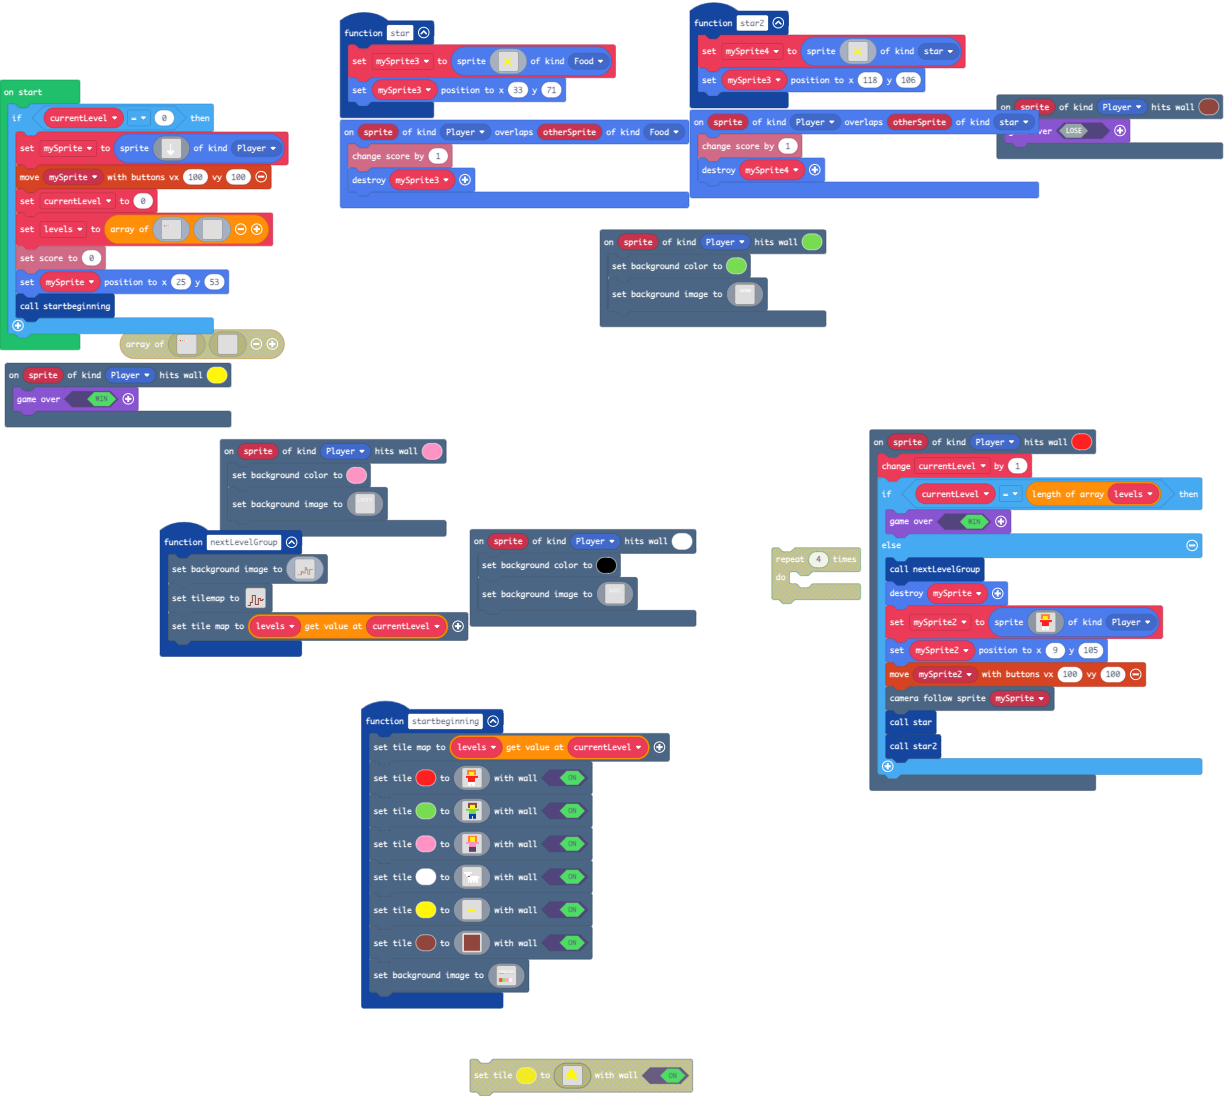 on start
if currentLevel = 0 then
set mySprite to sprite of kind Player
move mySprite with buttons vx 100 vy 100
set currentLevel to 0
set levels to array of
set score to 0
set mySprite position to x 25 y 53
call startbeginning
array of
on sprite of kind Player hits wall
game over WIN
function star
set mySprite3 to sprite of kind Food
set mySprite3 position to x 33 y 71
on sprite of kind Player overlaps otherSprite of kind Food
change score by 1
destroy mySprite3
function star2
set mySprite4 to sprite of kind star
set mySprite3 position to x 118 y 106
on sprite of kind Player overlaps otherSprite of kind star
change score by 1
destroy mySprite4
on sprite of kind Player hits wall
over LOSE
on sprite of kind Player hits wall
set background color to
set background image to
on sprite of kind Player hits wall
set background color to
set background image to
function nextLevelGroup
set background image to
set tilemap to
set tile map to levels get value at currentLevel
on sprite of kind Player hits wall
set background color to
set background image to
repeat 4 times
do
on sprite of kind Player hits wall
change currentLevel by 1
if currentLevel = length of array levels then
game over WIN
else
call nextLevelGroup
destroy mySprite
set mySprite2 to sprite of kind Player
set mySprite2 position to x 9 y 105
move mySprite2 with buttons vx 100 vy 100
camera follow sprite mySprite
call star
call star2
function startbeginning
set tile map to levels get value at currentLevel
set tile to with wall ON
set tile to with wall ON
set tile to with wall ON
set tile to with wall ON
set tile to with wall ON
set tile to with wall ON
set background image to
set tile to with wall ON